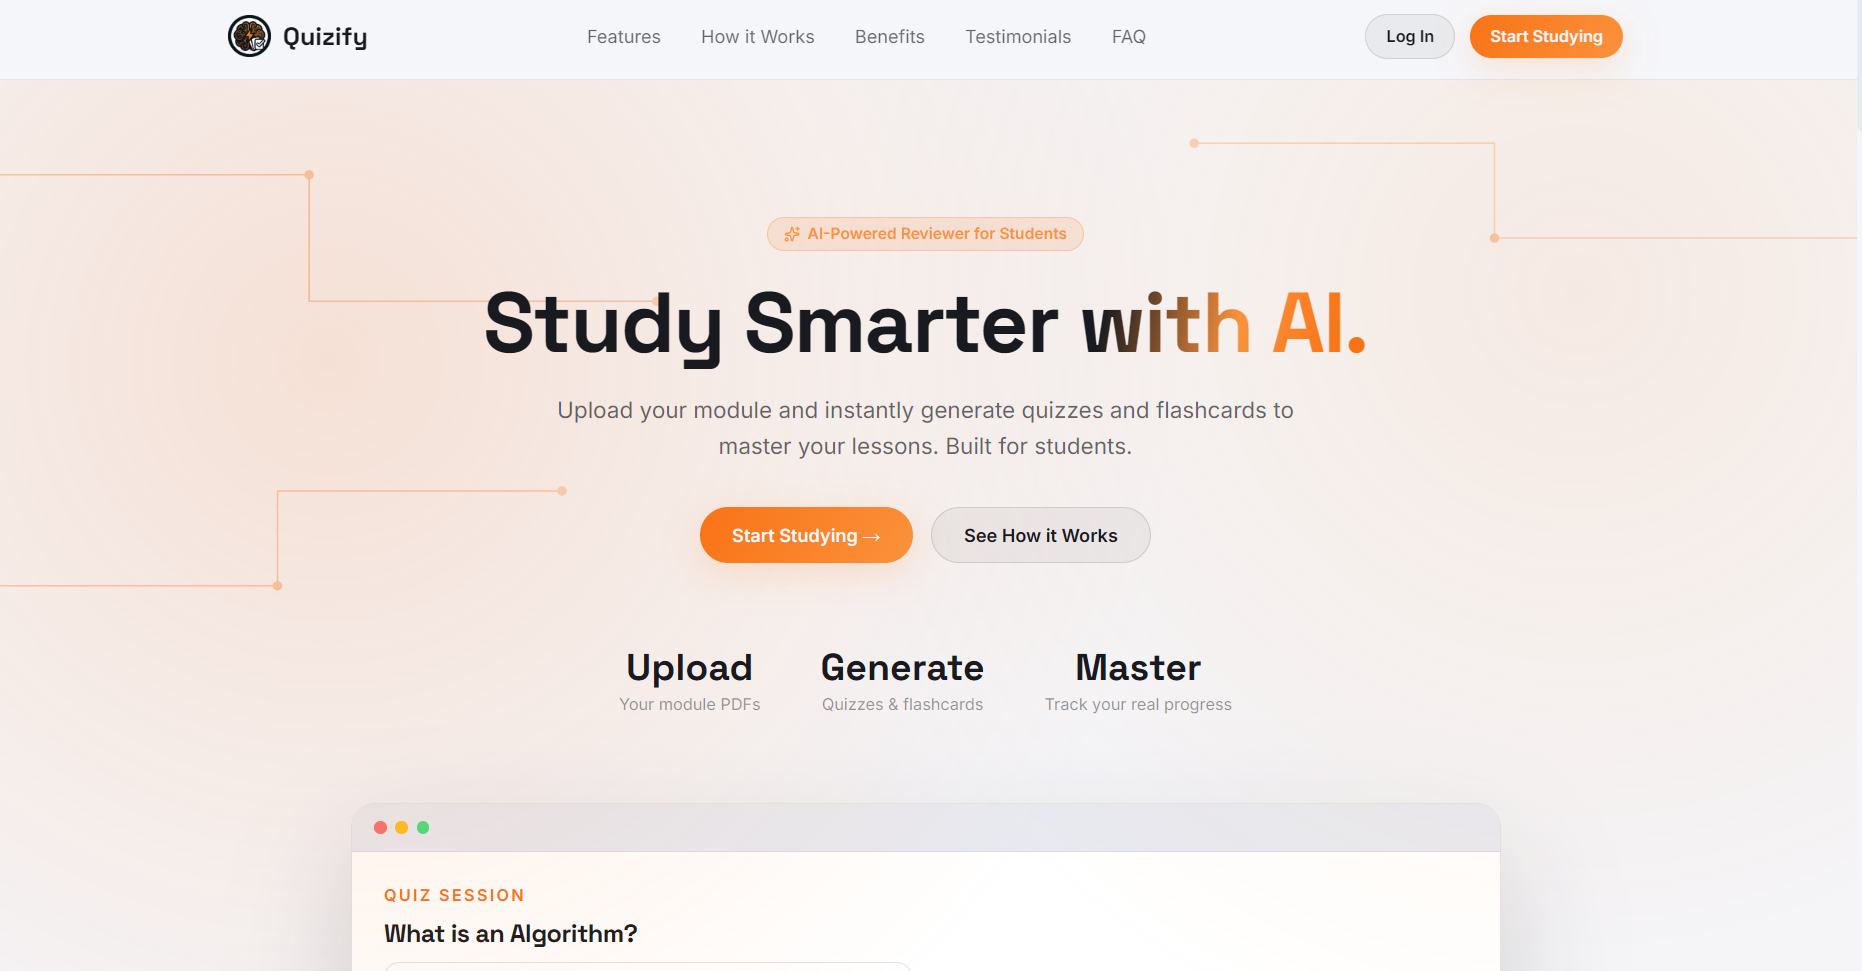 Quizify
Features
How it Works
Benefits
Testimonials
FAQ
Log In
Start Studying
AI-Powered Reviewer for Students
Study Smarter with AI.
Upload your module and instantly generate quizzes and flashcards to
master your lessons. Built for students.
Start Studying →
See How it Works
Upload
Your module PDFs
Generate
Quizzes & flashcards
Master
Track your real progress
QUIZ SESSION
What is an Algorithm?